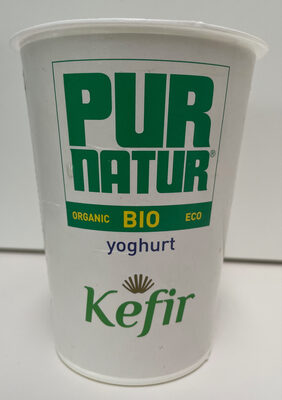 PUR
NATUR®
ORGANIC BIO ECO
yoghurt
Kefir